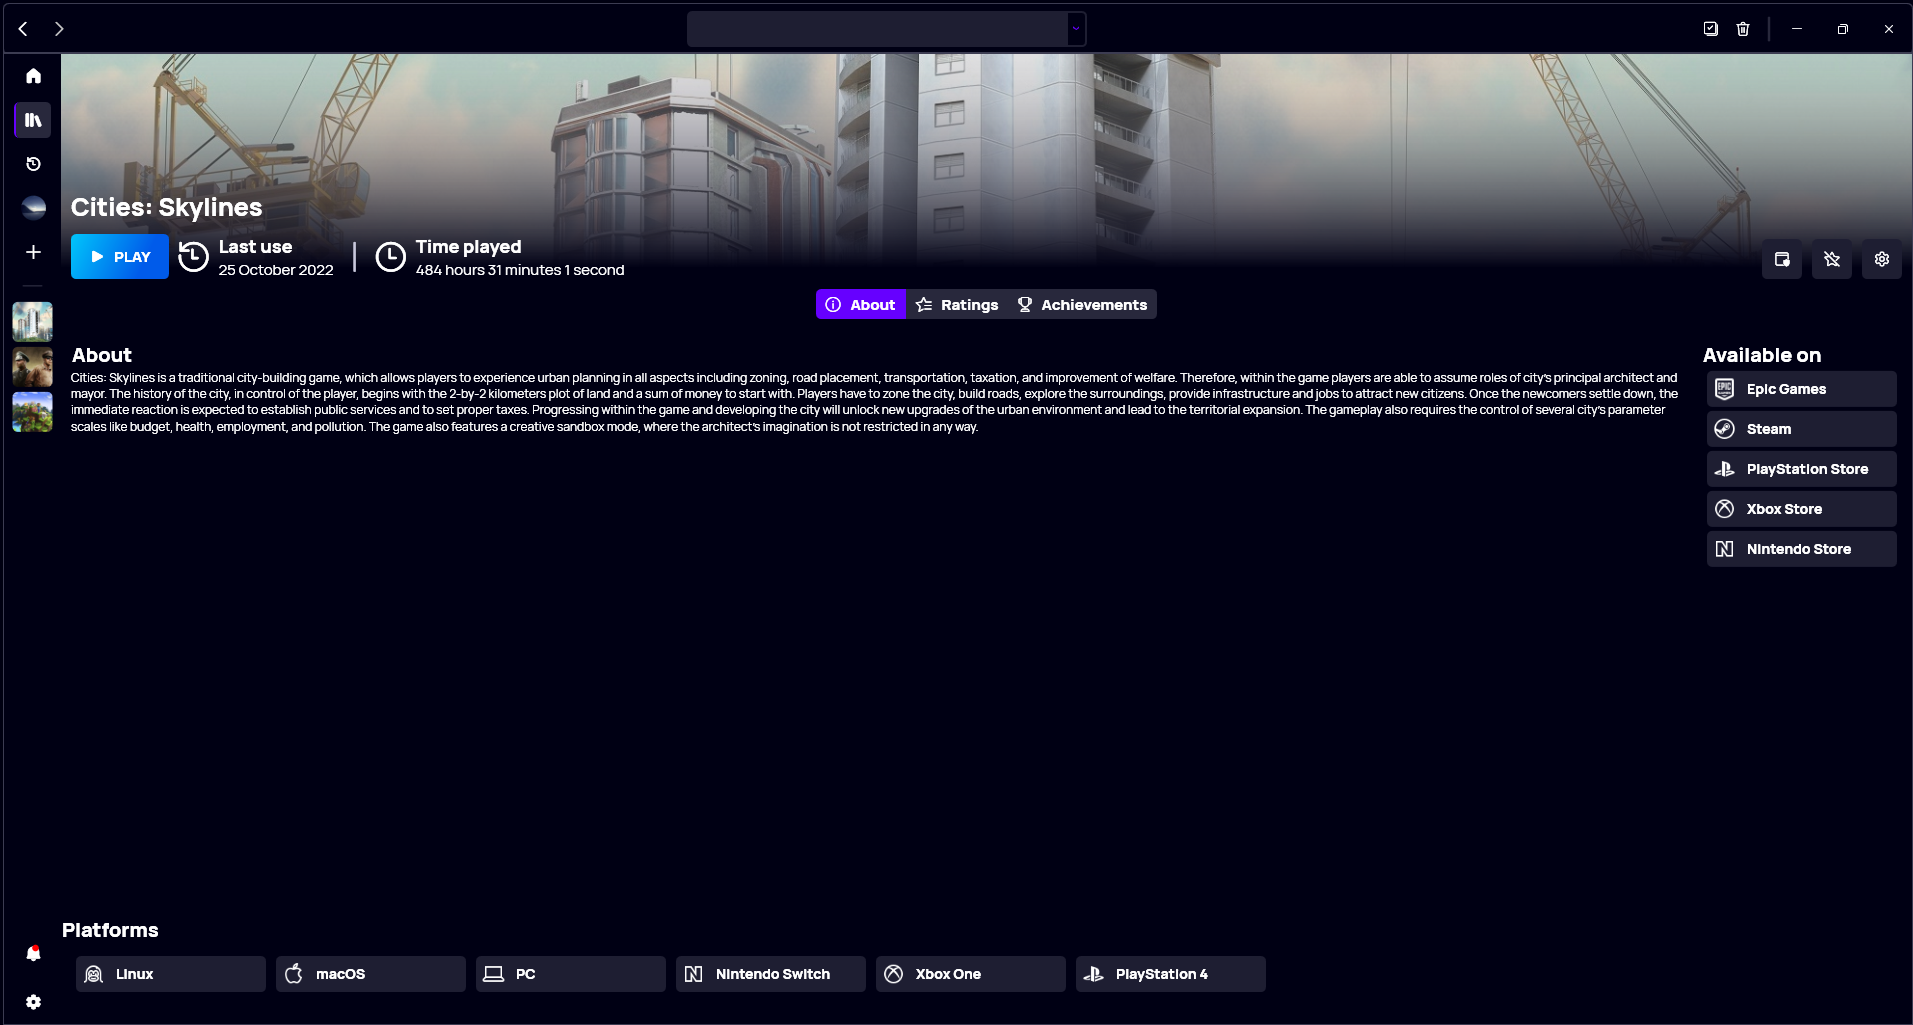 Cities: Skylines
PLAY
Last use
25 October 2022
Time played
484 hours 31 minutes 1 second
About
Ratings
Achievements
About
Cities: Skylines is a traditional city-building game, which allows players to experience urban planning in all aspects including zoning, road placement, transportation, taxation, and improvement of welfare. Therefore, within the game players are able to assume roles of city's principal architect and
mayor. The history of the city, in control of the player, begins with the 2-by-2 kilometers plot of land and a sum of money to start with. Players have to zone the city, build roads, explore the surroundings, provide infrastructure and jobs to attract new citizens. Once the newcomers settle down, the
immediate reaction is expected to establish public services and to set proper taxes. Progressing within the game and developing the city will unlock new upgrades of the urban environment and lead to the territorial expansion. The gameplay also requires the control of several city's parameter
scales like budget, health, employment, and pollution. The game also features a creative sandbox mode, where the architect's imagination is not restricted in any way.
Available on
Epic Games
Steam
PlayStation Store
Xbox Store
Nintendo Store
Platforms
Linux
macOS
PC
Nintendo Switch
Xbox One
PlayStation 4